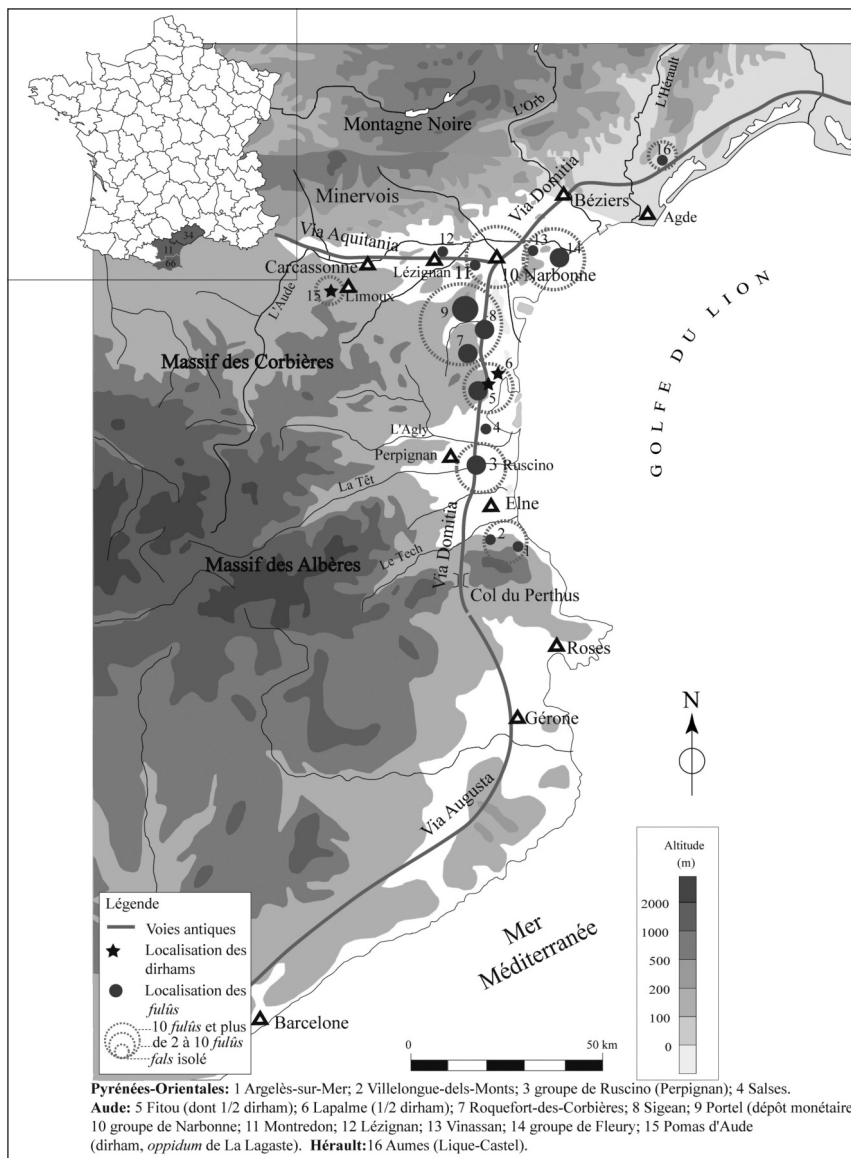 34
11
66
Montagne Noire
L'Orb
L'Hérault
Minervois
Via Domitia
16
Béziers
Agde
Via Aquitania
12
13
14
Carcassonne
Lézignan
11
10 Narbonne
15
Limoux
L'Aude
9
8
7
6
5
Massif des Corbières
GOLFE DU LION
4
L'Agly
Perpignan
3 Ruscino
La Têt
Elne
2
1
Via Domitia
Le Tech
Massif des Albères
Col du Perthus
Roses
N
Gérone
Via Augusta
Altitude
(m)
2000
1000
500
200
100
0
Légende
Voies antiques
Localisation des
dirhams
Localisation des
fulûs
10 fulûs et plus
de 2 à 10 fulûs
fals isolé
Mer
Méditerranée
Barcelone
0 50 km
Pyrénées-Orientales: 1 Argelès-sur-Mer; 2 Villelongue-dels-Monts; 3 groupe de Ruscino (Perpignan); 4 Salses.
Aude: 5 Fitou (dont 1/2 dirham); 6 Lapalme (1/2 dirham); 7 Roquefort-des-Corbières; 8 Sigean; 9 Portel (dépôt monétaire
10 groupe de Narbonne; 11 Montredon; 12 Lézignan; 13 Vinassan; 14 groupe de Fleury; 15 Pomas d'Aude
(dirham, oppidum de La Lagaste). Hérault:16 Aumes (Lique-Castel).